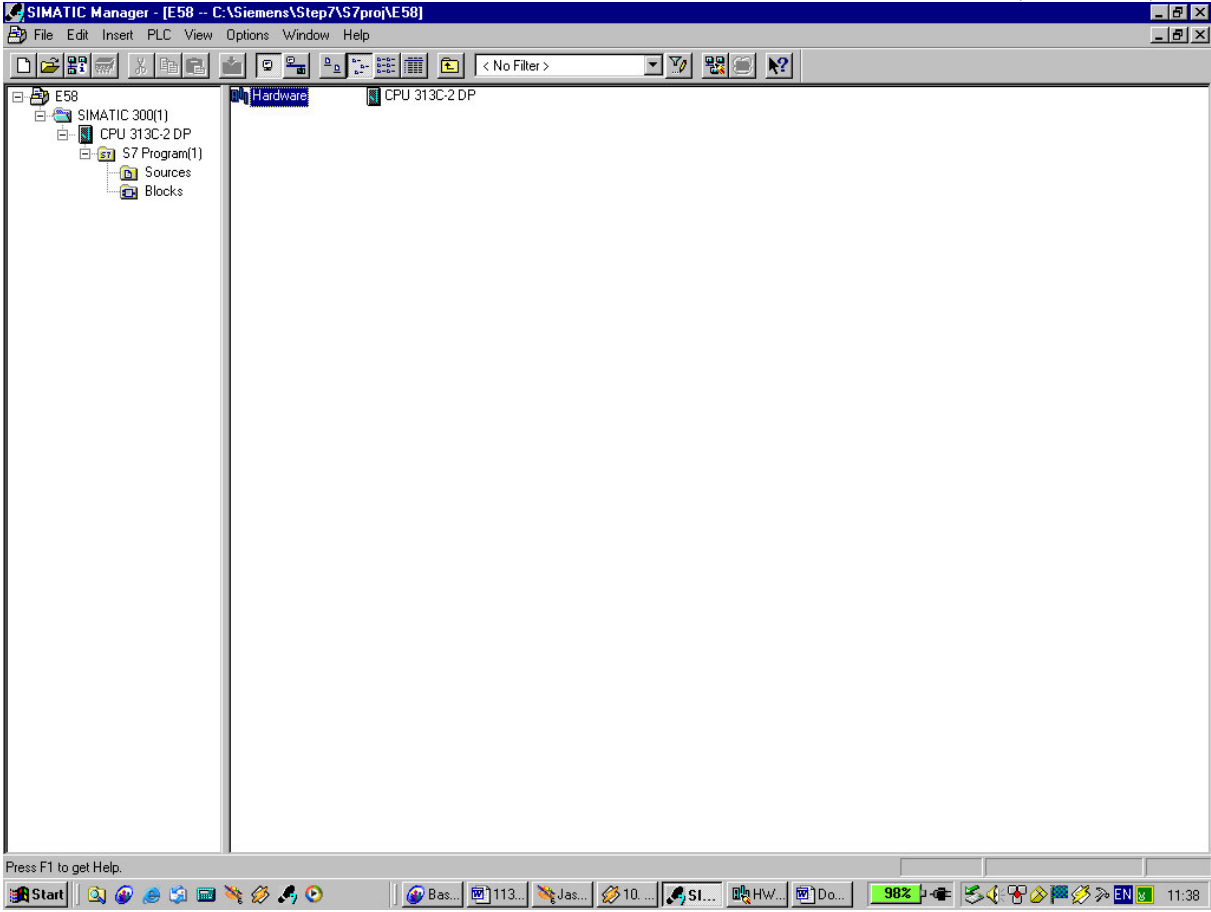 SIMATIC Manager - [E58 -- C:\Siemens\Step7\S7proj\E58]
File Edit Insert PLC View Options Window Help
< No Filter >
E58
SIMATIC 300(1)
CPU 313C-2 DP
S7 Program(1)
Sources
Blocks
Hardware CPU 313C-2 DP
Press F1 to get Help.
Start Bas... 113... Jas... 10. ... SI... HW... Do... 98% EN 11:38